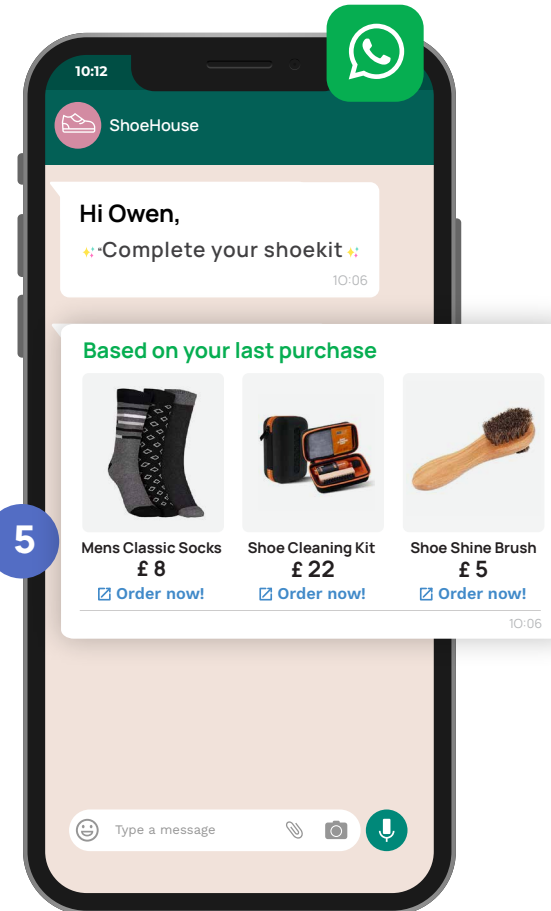 10:12
ShoeHouse
Hi Owen,
Complete your shoekit
10:06
Based on your last purchase
Mens Classic Socks Shoe Cleaning Kit Shoe Shine Brush
£ 8 £ 22 £ 5
Order now! Order now! Order now!
10:06
5
Type a message